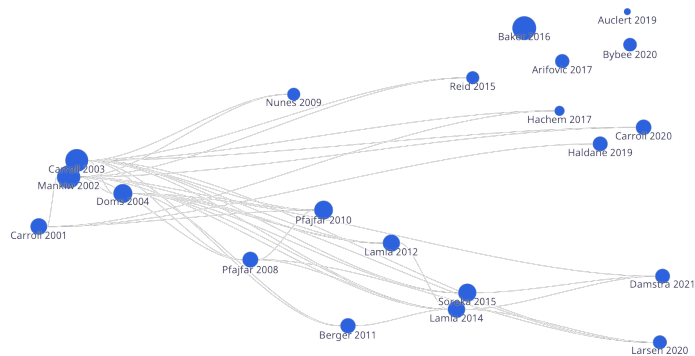 Auclert 2019
Baker 2016
Bybee 2020
Arifovic 2017
Reid 2015
Nunes 2009
Hachem 2017
Carroll 2020
Haldane 2019
Carroll 2003
Mankiw 2002
Doms 2004
Pfajfar 2010
Carroll 2001
Lamla 2012
Pfajfar 2008
Damstra 2021
Soroka 2015
Lamla 2014
Berger 2011
Larsen 2020